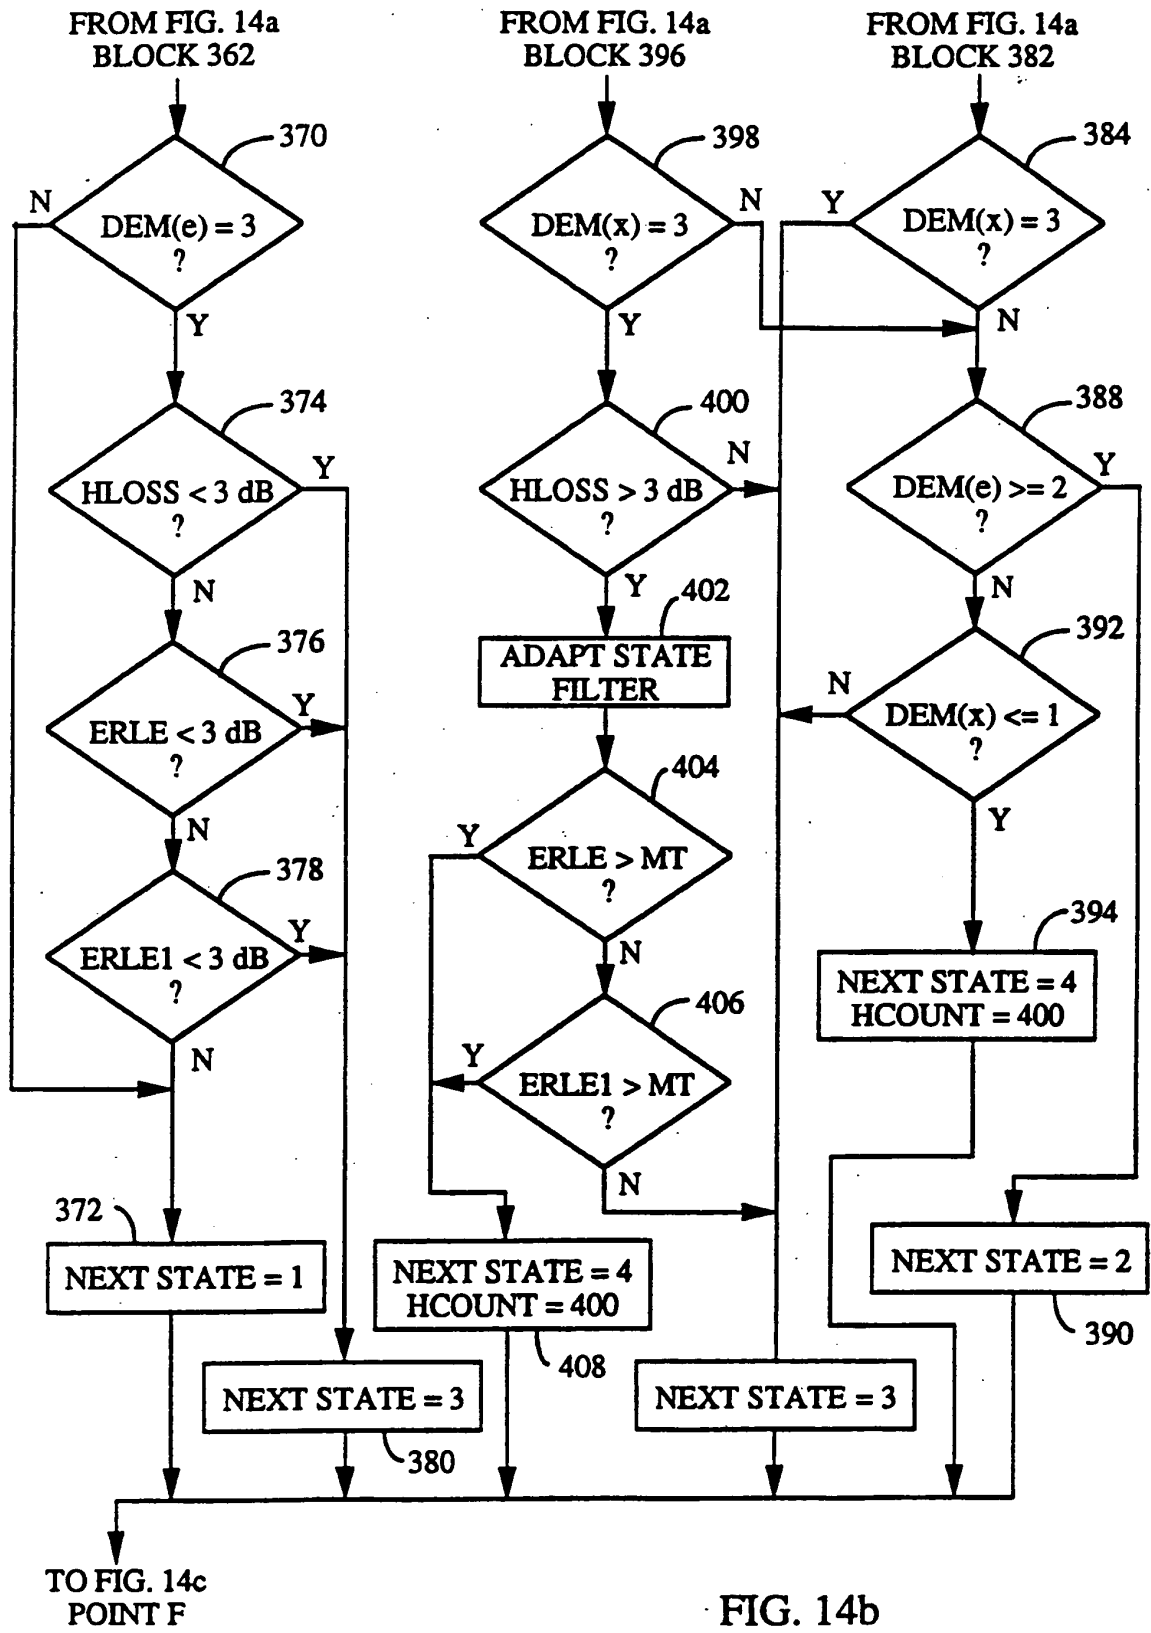 FROM FIG. 14a
BLOCK 362
FROM FIG. 14a
BLOCK 396
FROM FIG. 14a
BLOCK 382
370
N
DEM(e) = 3
?
Y
374
HLOSS < 3 dB
?
Y
N
376
ERLE < 3 dB
?
Y
N
378
ERLE1 < 3 dB
?
Y
N
372
NEXT STATE = 1
NEXT STATE = 3
380
398
DEM(x) = 3
?
N
Y
400
HLOSS > 3 dB
?
N
Y
402
ADAPT STATE
FILTER
404
Y
ERLE > MT
?
N
406
Y
ERLE1 > MT
?
N
NEXT STATE = 4
HCOUNT = 400
408
NEXT STATE = 3
384
Y
DEM(x) = 3
?
N
388
DEM(e) >= 2
?
Y
N
392
N
DEM(x) <= 1
?
Y
394
NEXT STATE = 4
HCOUNT = 400
NEXT STATE = 2
390
TO FIG. 14c
POINT F
FIG. 14b